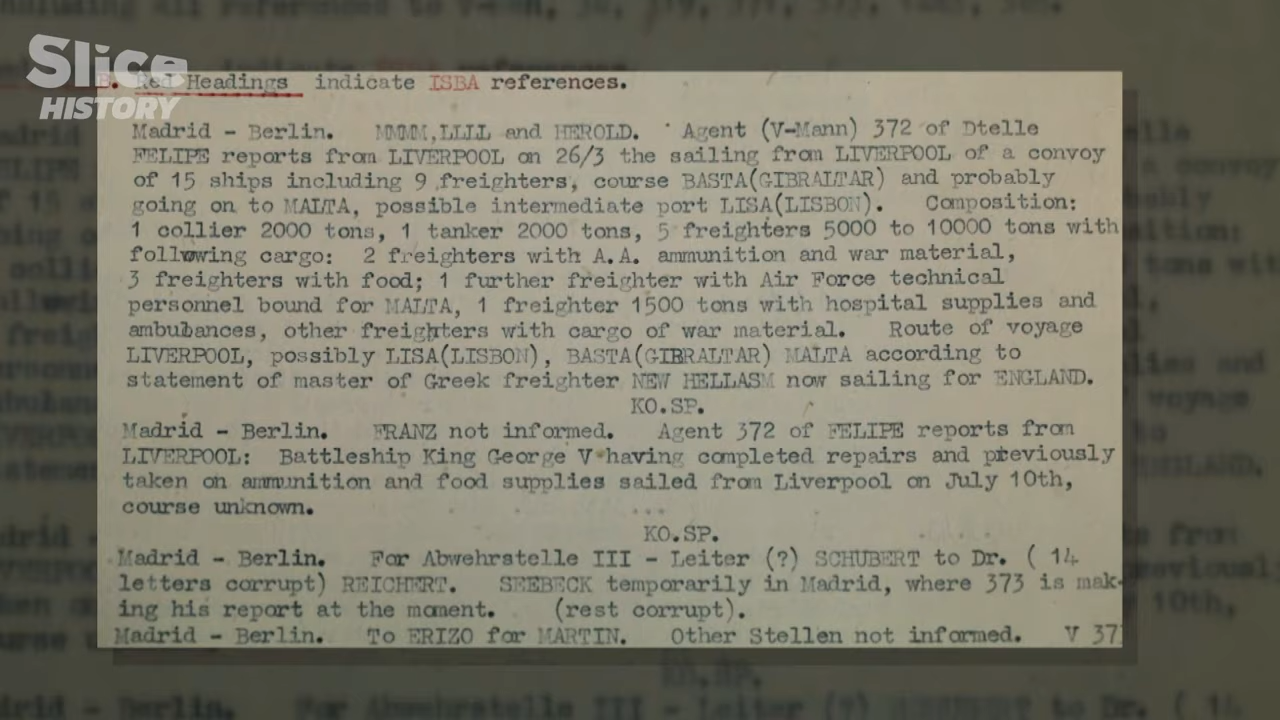 Slice
HISTORY
B. Red Headings indicate ISBA references.
Madrid - Berlin. MMMM,LLLL and HEROLD. Agent (V-Mann) 372 of Dtelle
FELIPE reports from LIVERPOOL on 26/3 the sailing from LIVERPOOL of a convoy
of 15 ships including 9 freighters, course BASTA(GIBRALTAR) and probably
going on to MALTA, possible intermediate port LISA(LISBON). Composition:
1 collier 2000 tons, 1 tanker 2000 tons, 5 freighters 5000 to 10000 tons with
following cargo: 2 freighters with A.A. ammunition and war material,
3 freighters with food; 1 further freighter with Air Force technical
personnel bound for MALTA, 1 freighter 1500 tons with hospital supplies and
ambulances, other freighters with cargo of war material. Route of voyage
LIVERPOOL, possibly LISA(LISBON), BASTA(GIBRALTAR) MALTA according to
statement of master of Greek freighter NEW HELLASM now sailing for ENGLAND.
KO.SP.
Madrid - Berlin. FRANZ not informed. Agent 372 of FELIPE reports from
LIVERPOOL: Battleship King George V having completed repairs and previously
taken on ammunition and food supplies sailed from Liverpool on July 10th,
course unknown.
KO.SP.
Madrid - Berlin. For Abwehrstelle III - Leiter (?) SCHUBERT to Dr. ( 14
letters corrupt) REICHERT. SEEBECK temporarily in Madrid, where 373 is mak-
ing his report at the moment. (rest corrupt).
Madrid - Berlin. To ERIZO for MARTIN. Other Stellen not informed. V 37